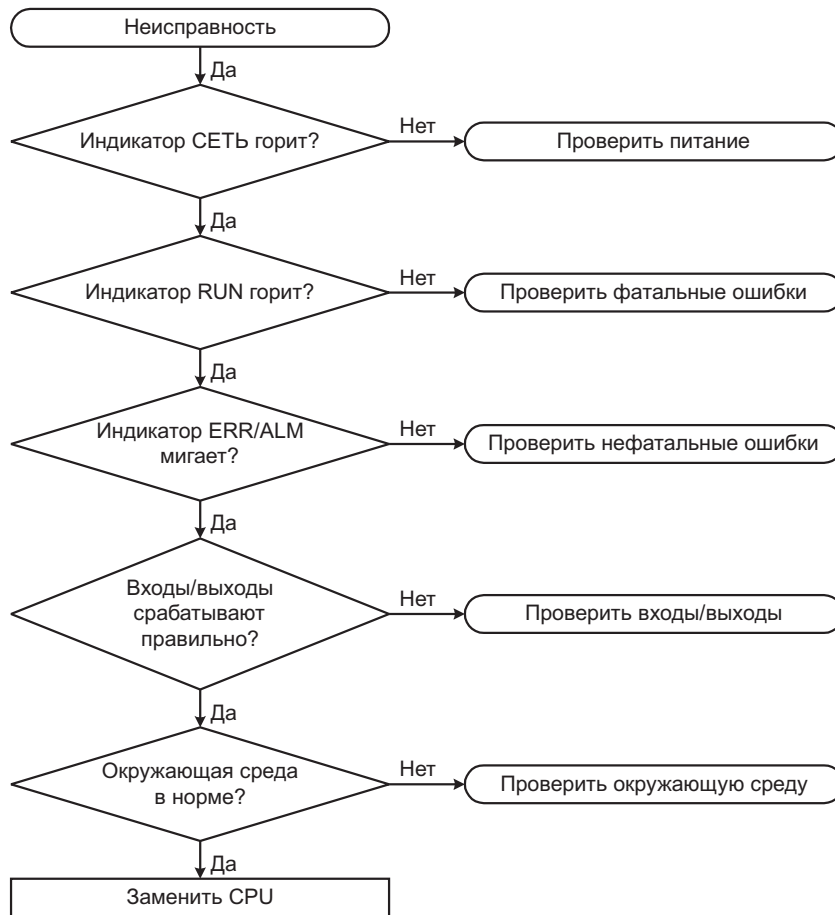 Неисправность
Да
Индикатор СЕТЬ горит?
Нет
Проверить питание
Да
Индикатор RUN горит?
Нет
Проверить фатальные ошибки
Да
Индикатор ERR/ALM
мигает?
Нет
Проверить нефатальные ошибки
Да
Входы/выходы
срабатывают
правильно?
Нет
Проверить входы/выходы
Да
Окружающая среда
в норме?
Нет
Проверить окружающую среду
Да
Заменить CPU